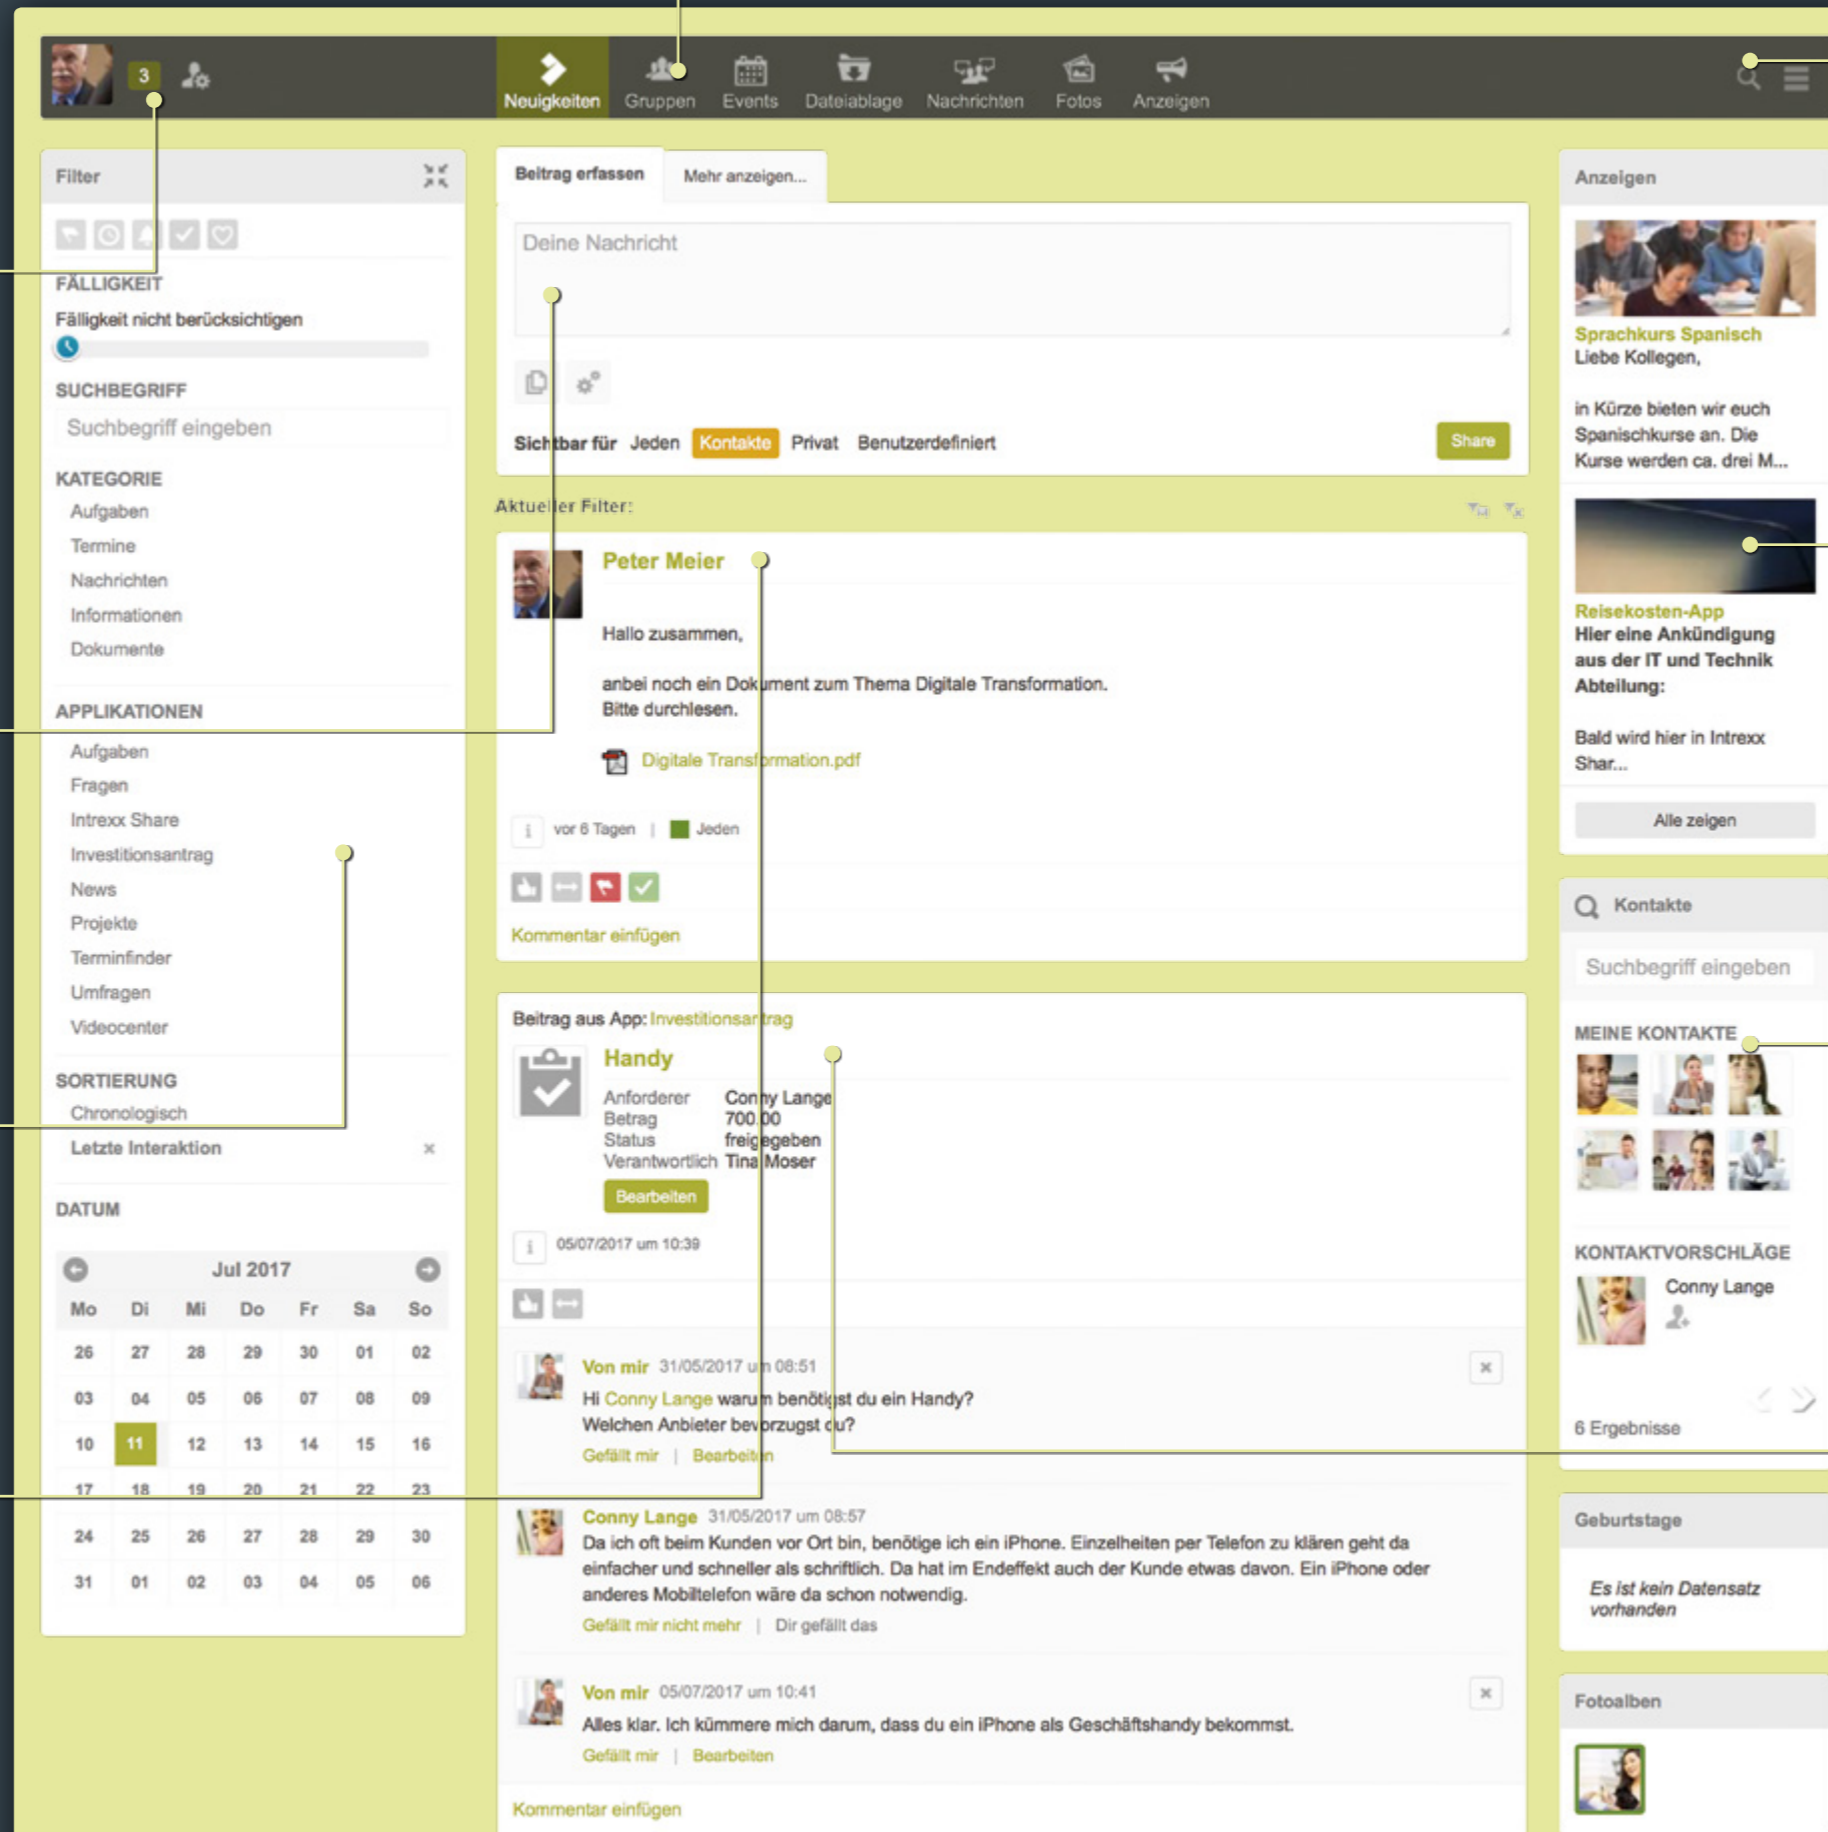 3
Neuigkeiten
Gruppen
Events
Dateiablage
Nachrichten
Fotos
Anzeigen
Filter
FÄLLIGKEIT
Fälligkeit nicht berücksichtigen
SUCHBEGRIFF
Suchbegriff eingeben
KATEGORIE
Aufgaben
Termine
Nachrichten
Informationen
Dokumente
APPLIKATIONEN
Aufgaben
Fragen
Intrexx Share
Investitionsantrag
News
Projekte
Terminfinder
Umfragen
Videocenter
SORTIERUNG
Chronologisch
Letzte Interaktion
DATUM
Jul 2017
Mo Di Mi Do Fr Sa So
26 27 28 29 30 01 02
03 04 05 06 07 08 09
10 11 12 13 14 15 16
17 18 19 20 21 22 23
24 25 26 27 28 29 30
31 01 02 03 04 05 06
Beitrag erfassen
Mehr anzeigen...
Deine Nachricht
Sichtbar für Jeden Kontakte Privat Benutzerdefiniert
Share
Aktueller Filter:
Peter Meier
Hallo zusammen,
anbei noch ein Dokument zum Thema Digitale Transformation.
Bitte durchlesen.
Digitale Transformation.pdf
vor 6 Tagen | Jeden
Kommentar einfügen
Beitrag aus App: Investitionsantrag
Handy
Anforderer Conny Lange
Betrag 700.00
Status freigegeben
Verantwortlich Tina Moser
Bearbeiten
05/07/2017 um 10:39
Von mir 31/05/2017 um 08:51
Hi Conny Lange warum benötigst du ein Handy?
Welchen Anbieter bevorzugst du?
Gefällt mir | Bearbeiten
Conny Lange 31/05/2017 um 08:57
Da ich oft beim Kunden vor Ort bin, benötige ich ein iPhone. Einzelheiten per Telefon zu klären geht da
einfacher und schneller als schriftlich. Da hat im Endeffekt auch der Kunde etwas davon. Ein iPhone oder
anderes Mobiltelefon wäre da schon notwendig.
Gefällt mir nicht mehr | Dir gefällt das
Von mir 05/07/2017 um 10:41
Alles klar. Ich kümmere mich darum, dass du ein iPhone als Geschäftshandy bekommst.
Gefällt mir | Bearbeiten
Kommentar einfügen
Anzeigen
Sprachkurs Spanisch
Liebe Kollegen,
in Kürze bieten wir euch
Spanischkurse an. Die
Kurse werden ca. drei M...
Reisekosten-App
Hier eine Ankündigung
aus der IT und Technik
Abteilung:
Bald wird hier in Intrexx
Shar...
Alle zeigen
Kontakte
Suchbegriff eingeben
MEINE KONTAKTE
KONTAKTVORSCHLÄGE
Conny Lange
6 Ergebnisse
Geburtstage
Es ist kein Datensatz
vorhanden
Fotoalben